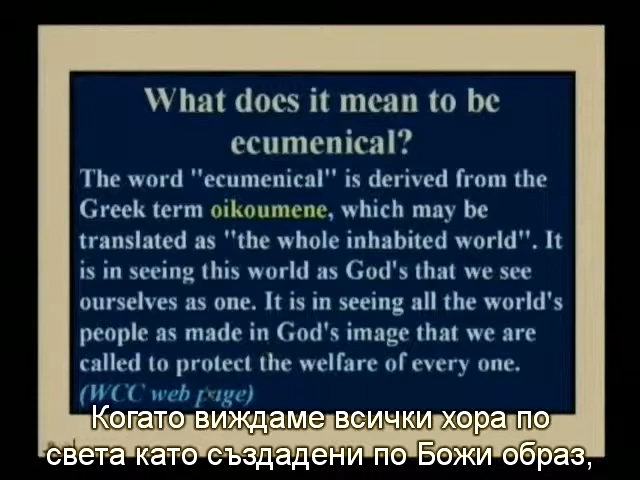 What does it mean to be
ecumenical?
The word "ecumenical" is derived from the
Greek term oikoumene, which may be
translated as "the whole inhabited world". It
is in seeing this world as God's that we see
ourselves as one. It is in seeing all the world's
people as made in God's image that we are
called to protect the welfare of every one.
(WCC web page)
Когато виждаме всички хора по
света като създадени по Божи образ,